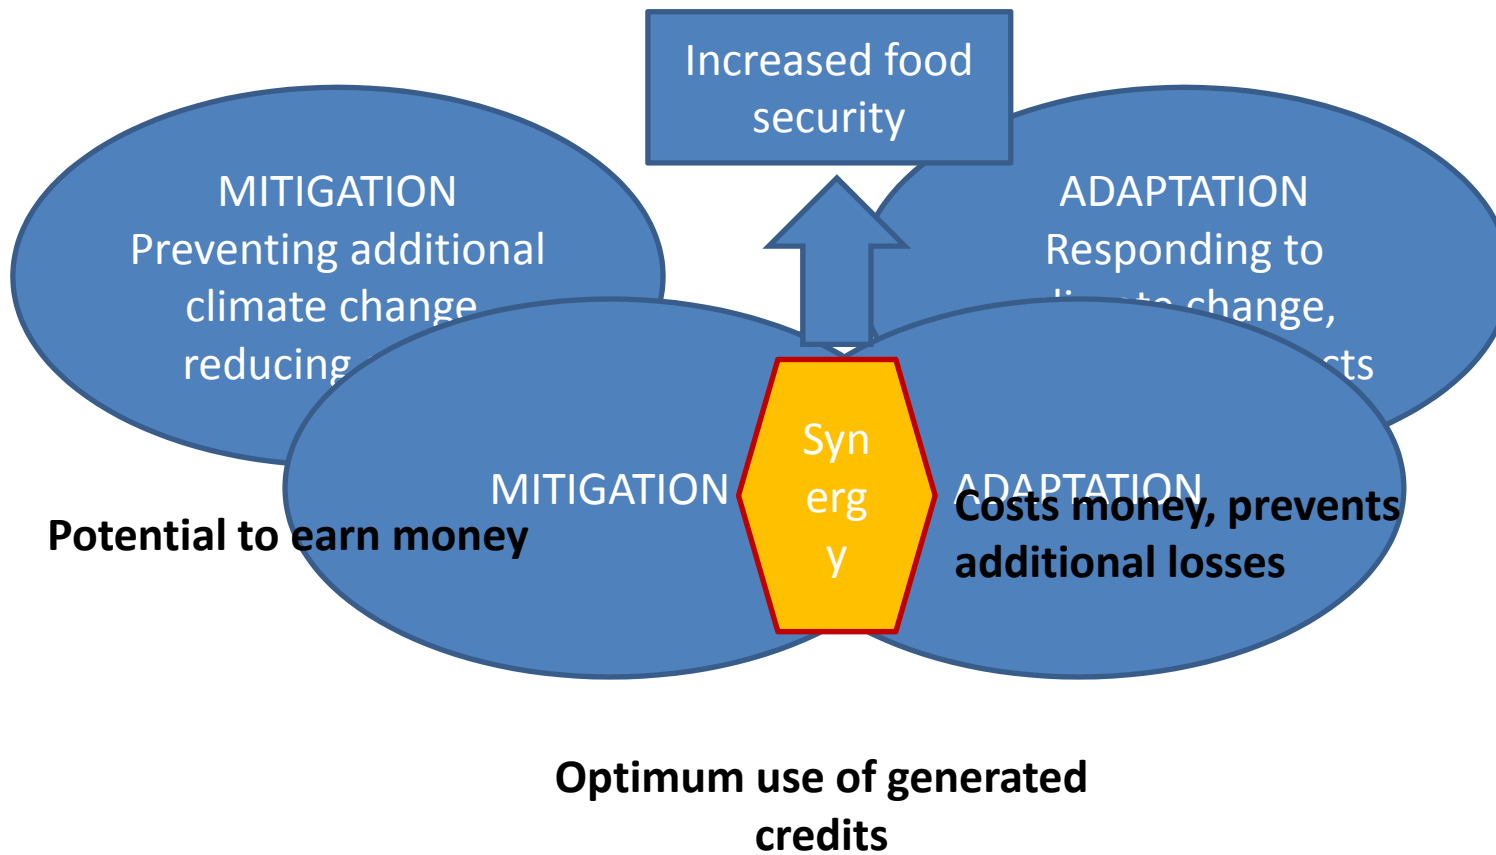 Increased food
security
MITIGATION
Preventing additional
climate change
reducing
ADAPTATION
Responding to
change,
MITIGATION
Syn
erg
y
ADAPTATION
Potential to earn money
Costs money, prevents
additional losses
Optimum use of generated
credits